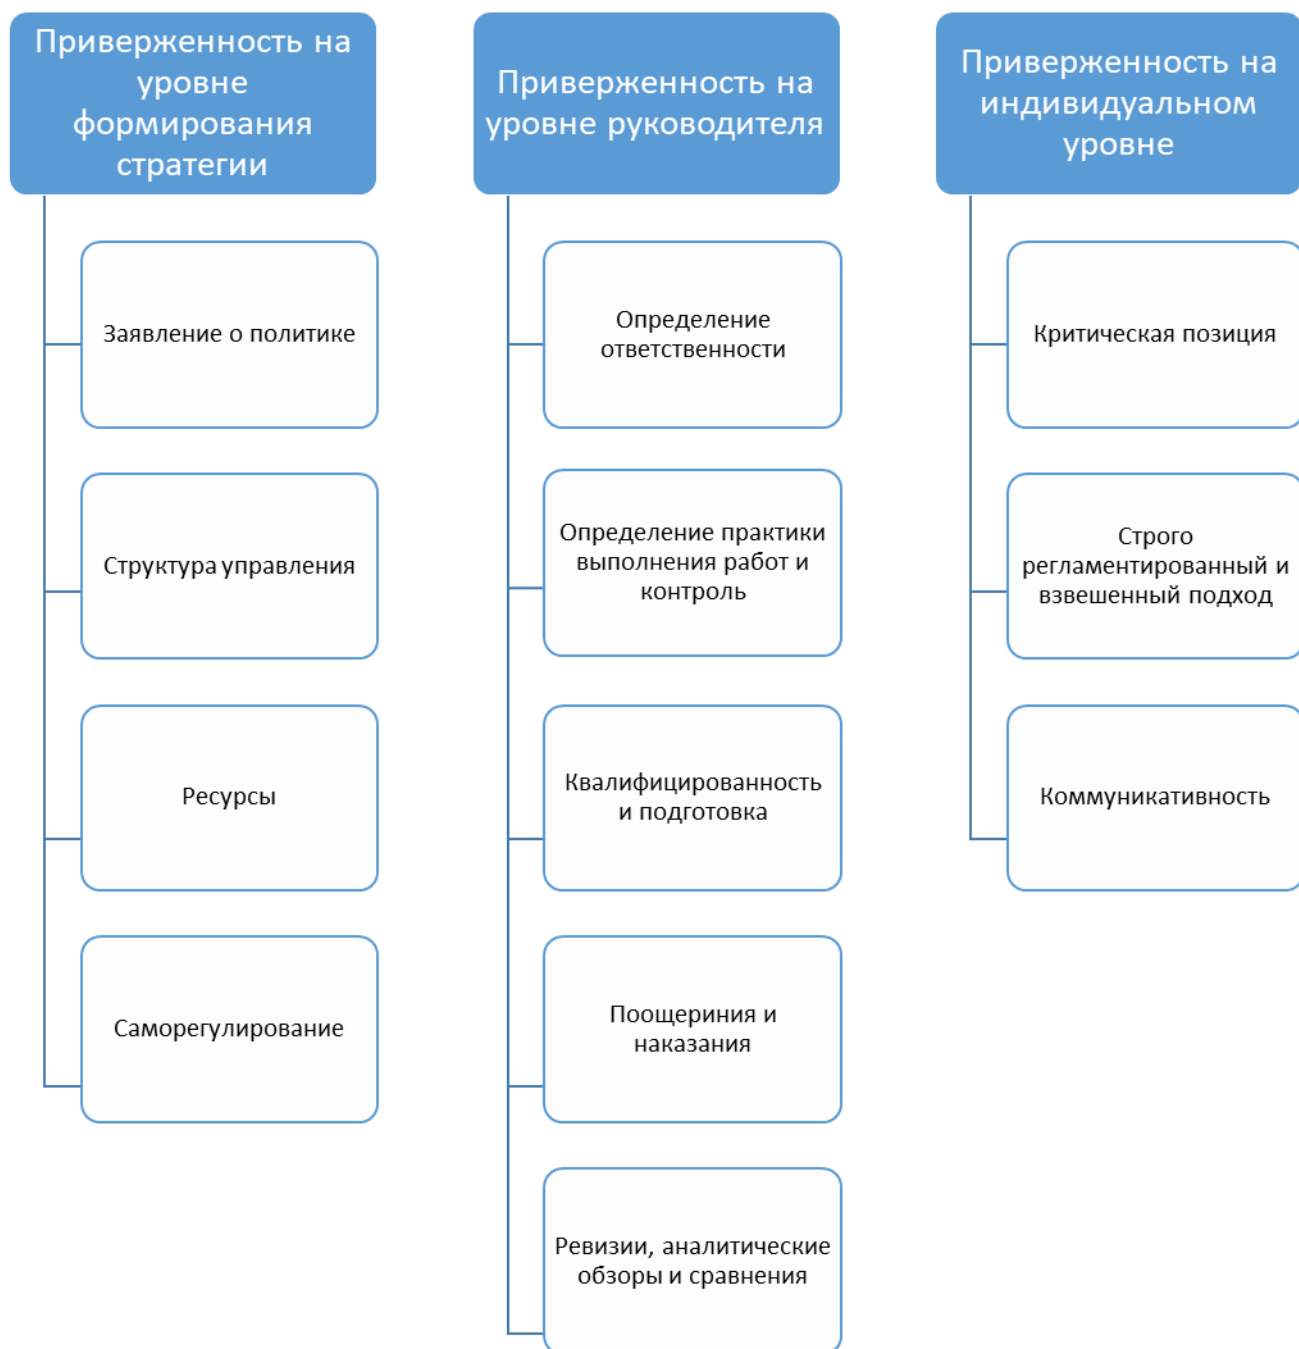 Приверженность на
уровне
формирования
стратегии
Заявление о политике
Структура управления
Ресурсы
Саморегулирование
Приверженность на
уровне руководителя
Определение
ответственности
Определение практики
выполнения работ и
контроль
Квалифицированность
и подготовка
Поощериния и
наказания
Ревизии, аналитические
обзоры и сравнения
Приверженность на
индивидуальном
уровне
Критическая позиция
Строго
регламентированный и
взвешенный подход
Коммуникативность